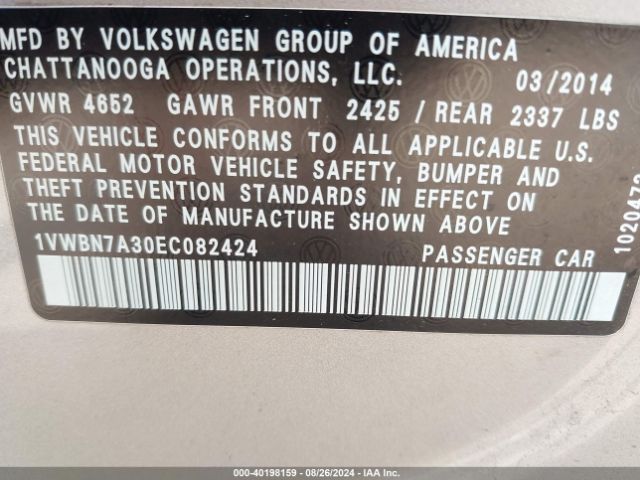 MFD BY VOLKSWAGEN GROUP OF AMERICA
CHATTANOOGA OPERATIONS, LLC. 03/2014
GVWR 4652 GAWR FRONT 2425 / REAR 2337 LBS
THIS VEHICLE CONFORMS TO ALL APPLICABLE U.S.
FEDERAL MOTOR VEHICLE SAFETY, BUMPER AND
THEFT PREVENTION STANDARDS IN EFFECT ON
THE DATE OF MANUFACTURE SHOWN ABOVE
1VWBN7A30EC082424 PASSENGER CAR
1020473
000-40198159 - 08/26/2024 - IAA Inc.